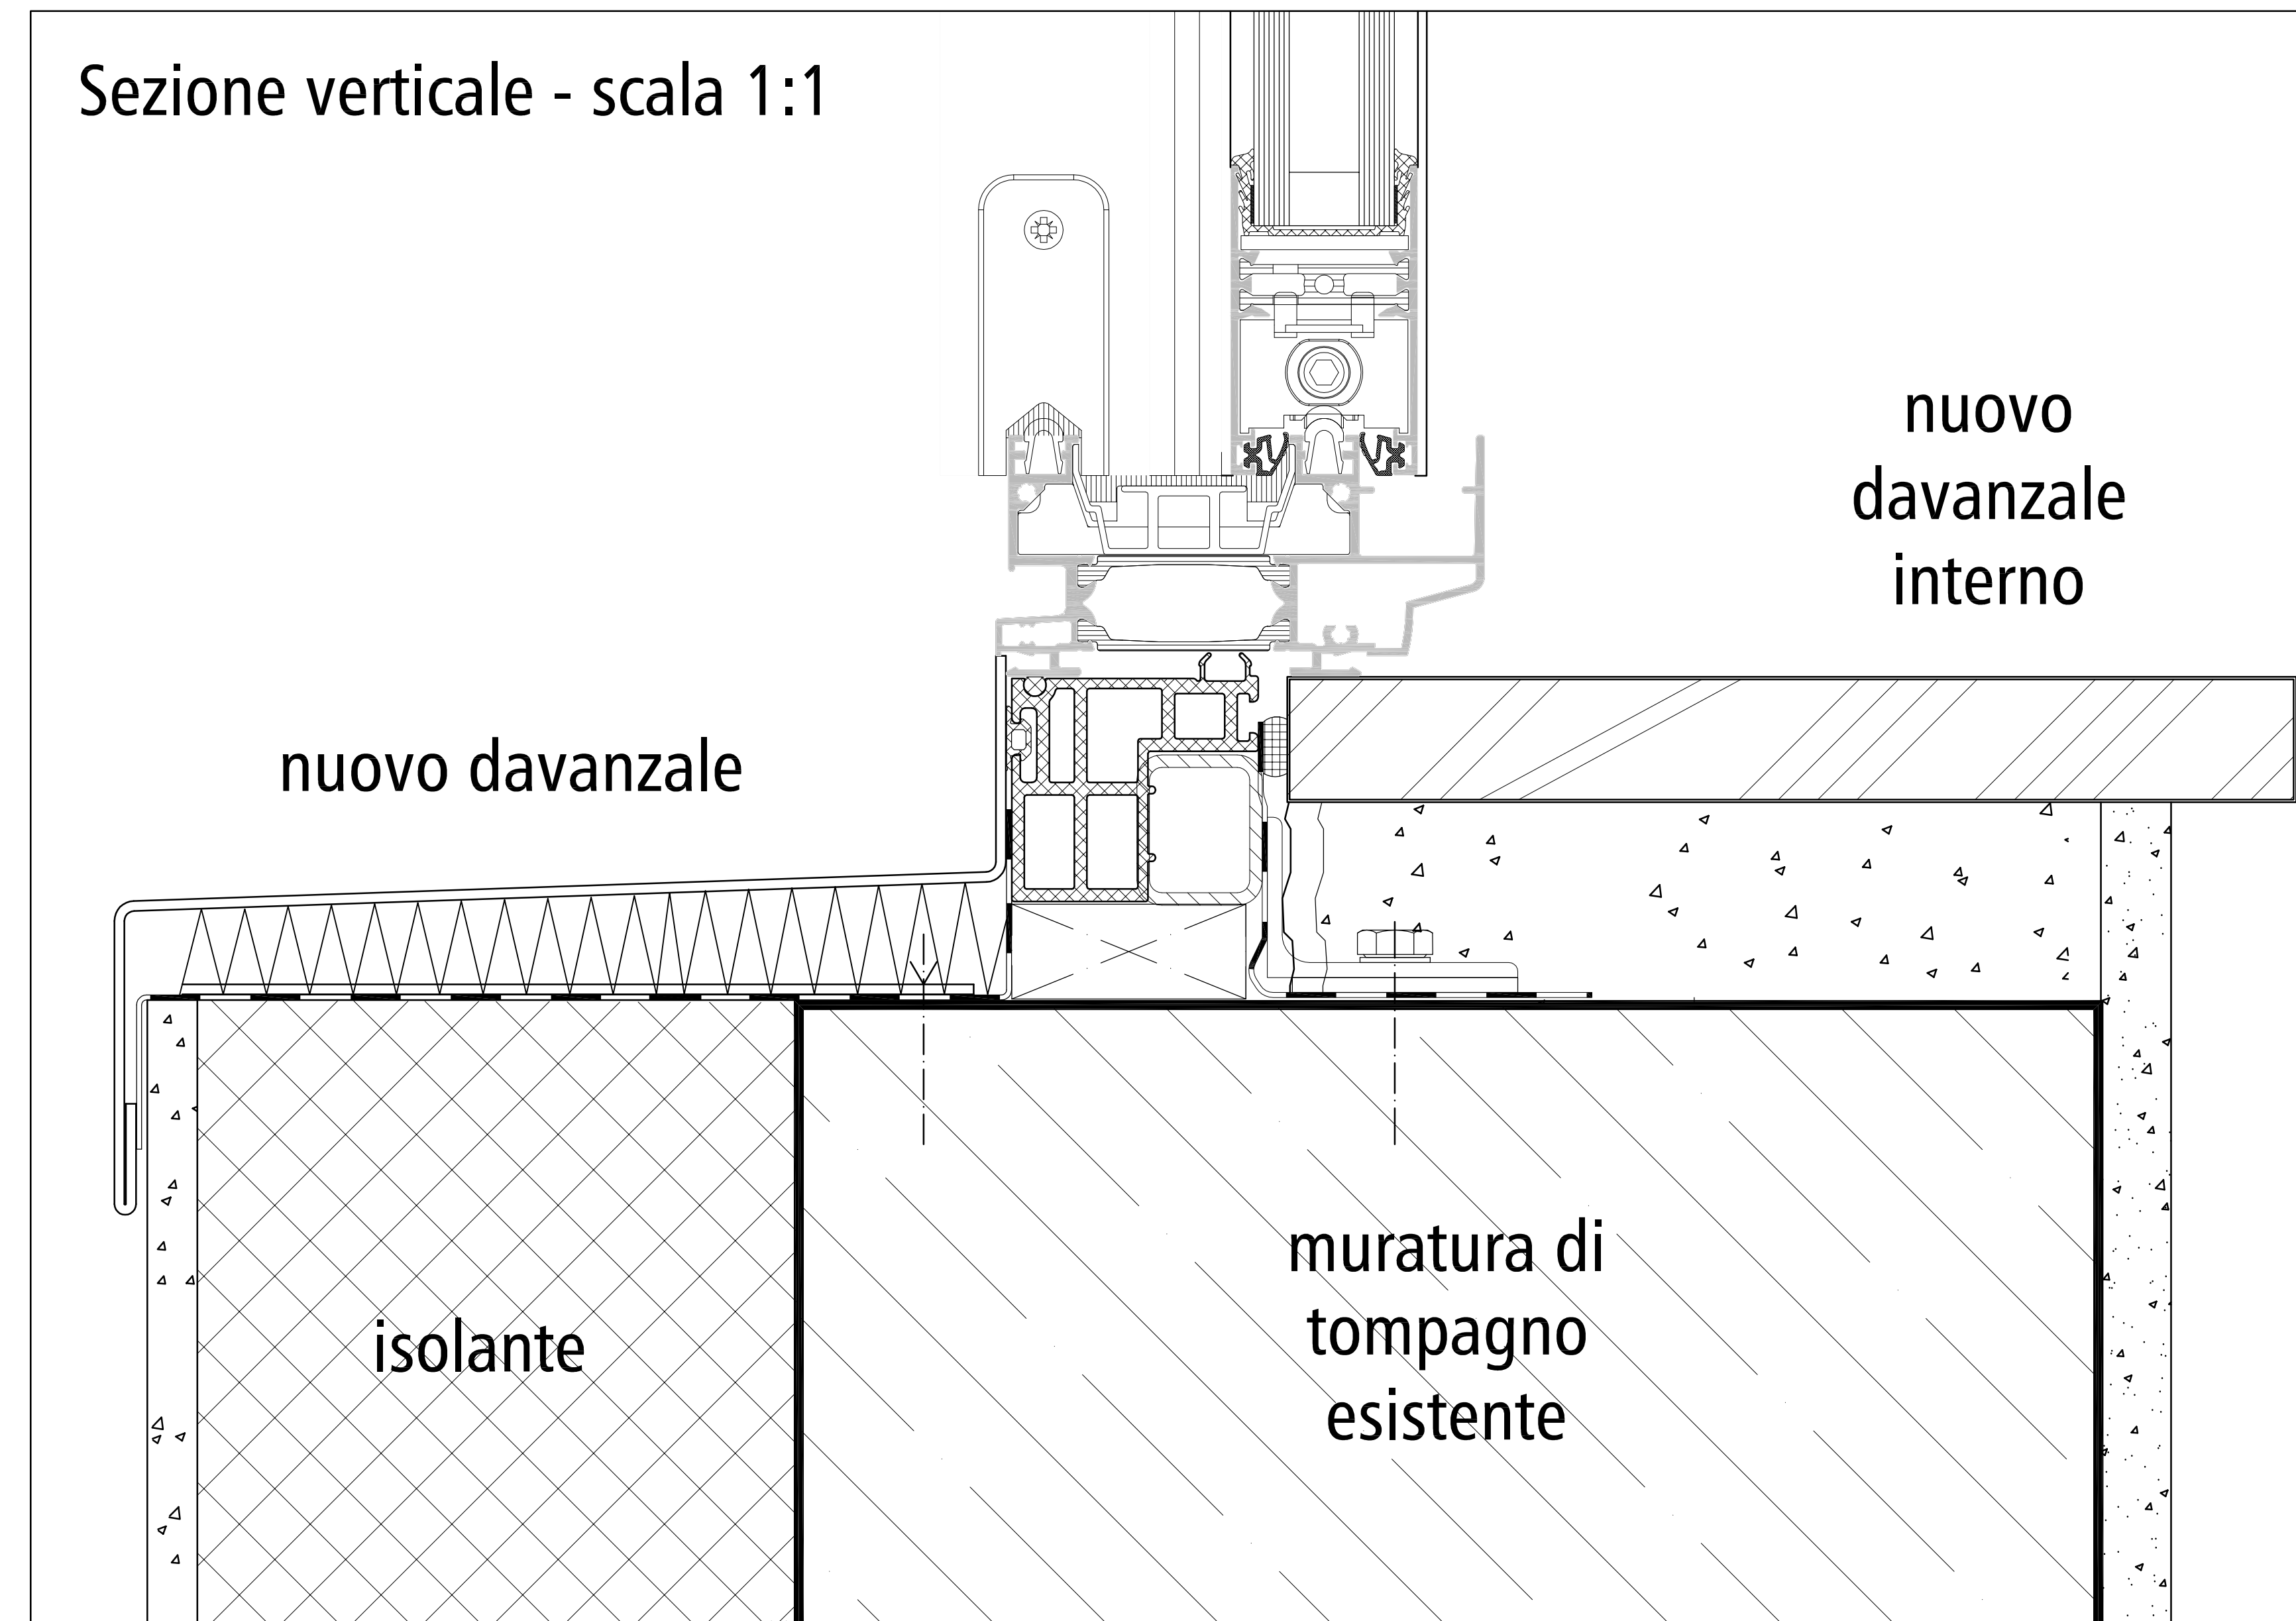 Sezione verticale - scala 1:1
nuovo
davanzale
interno
nuovo davanzale
muratura di
tompagno
esistente
isolante